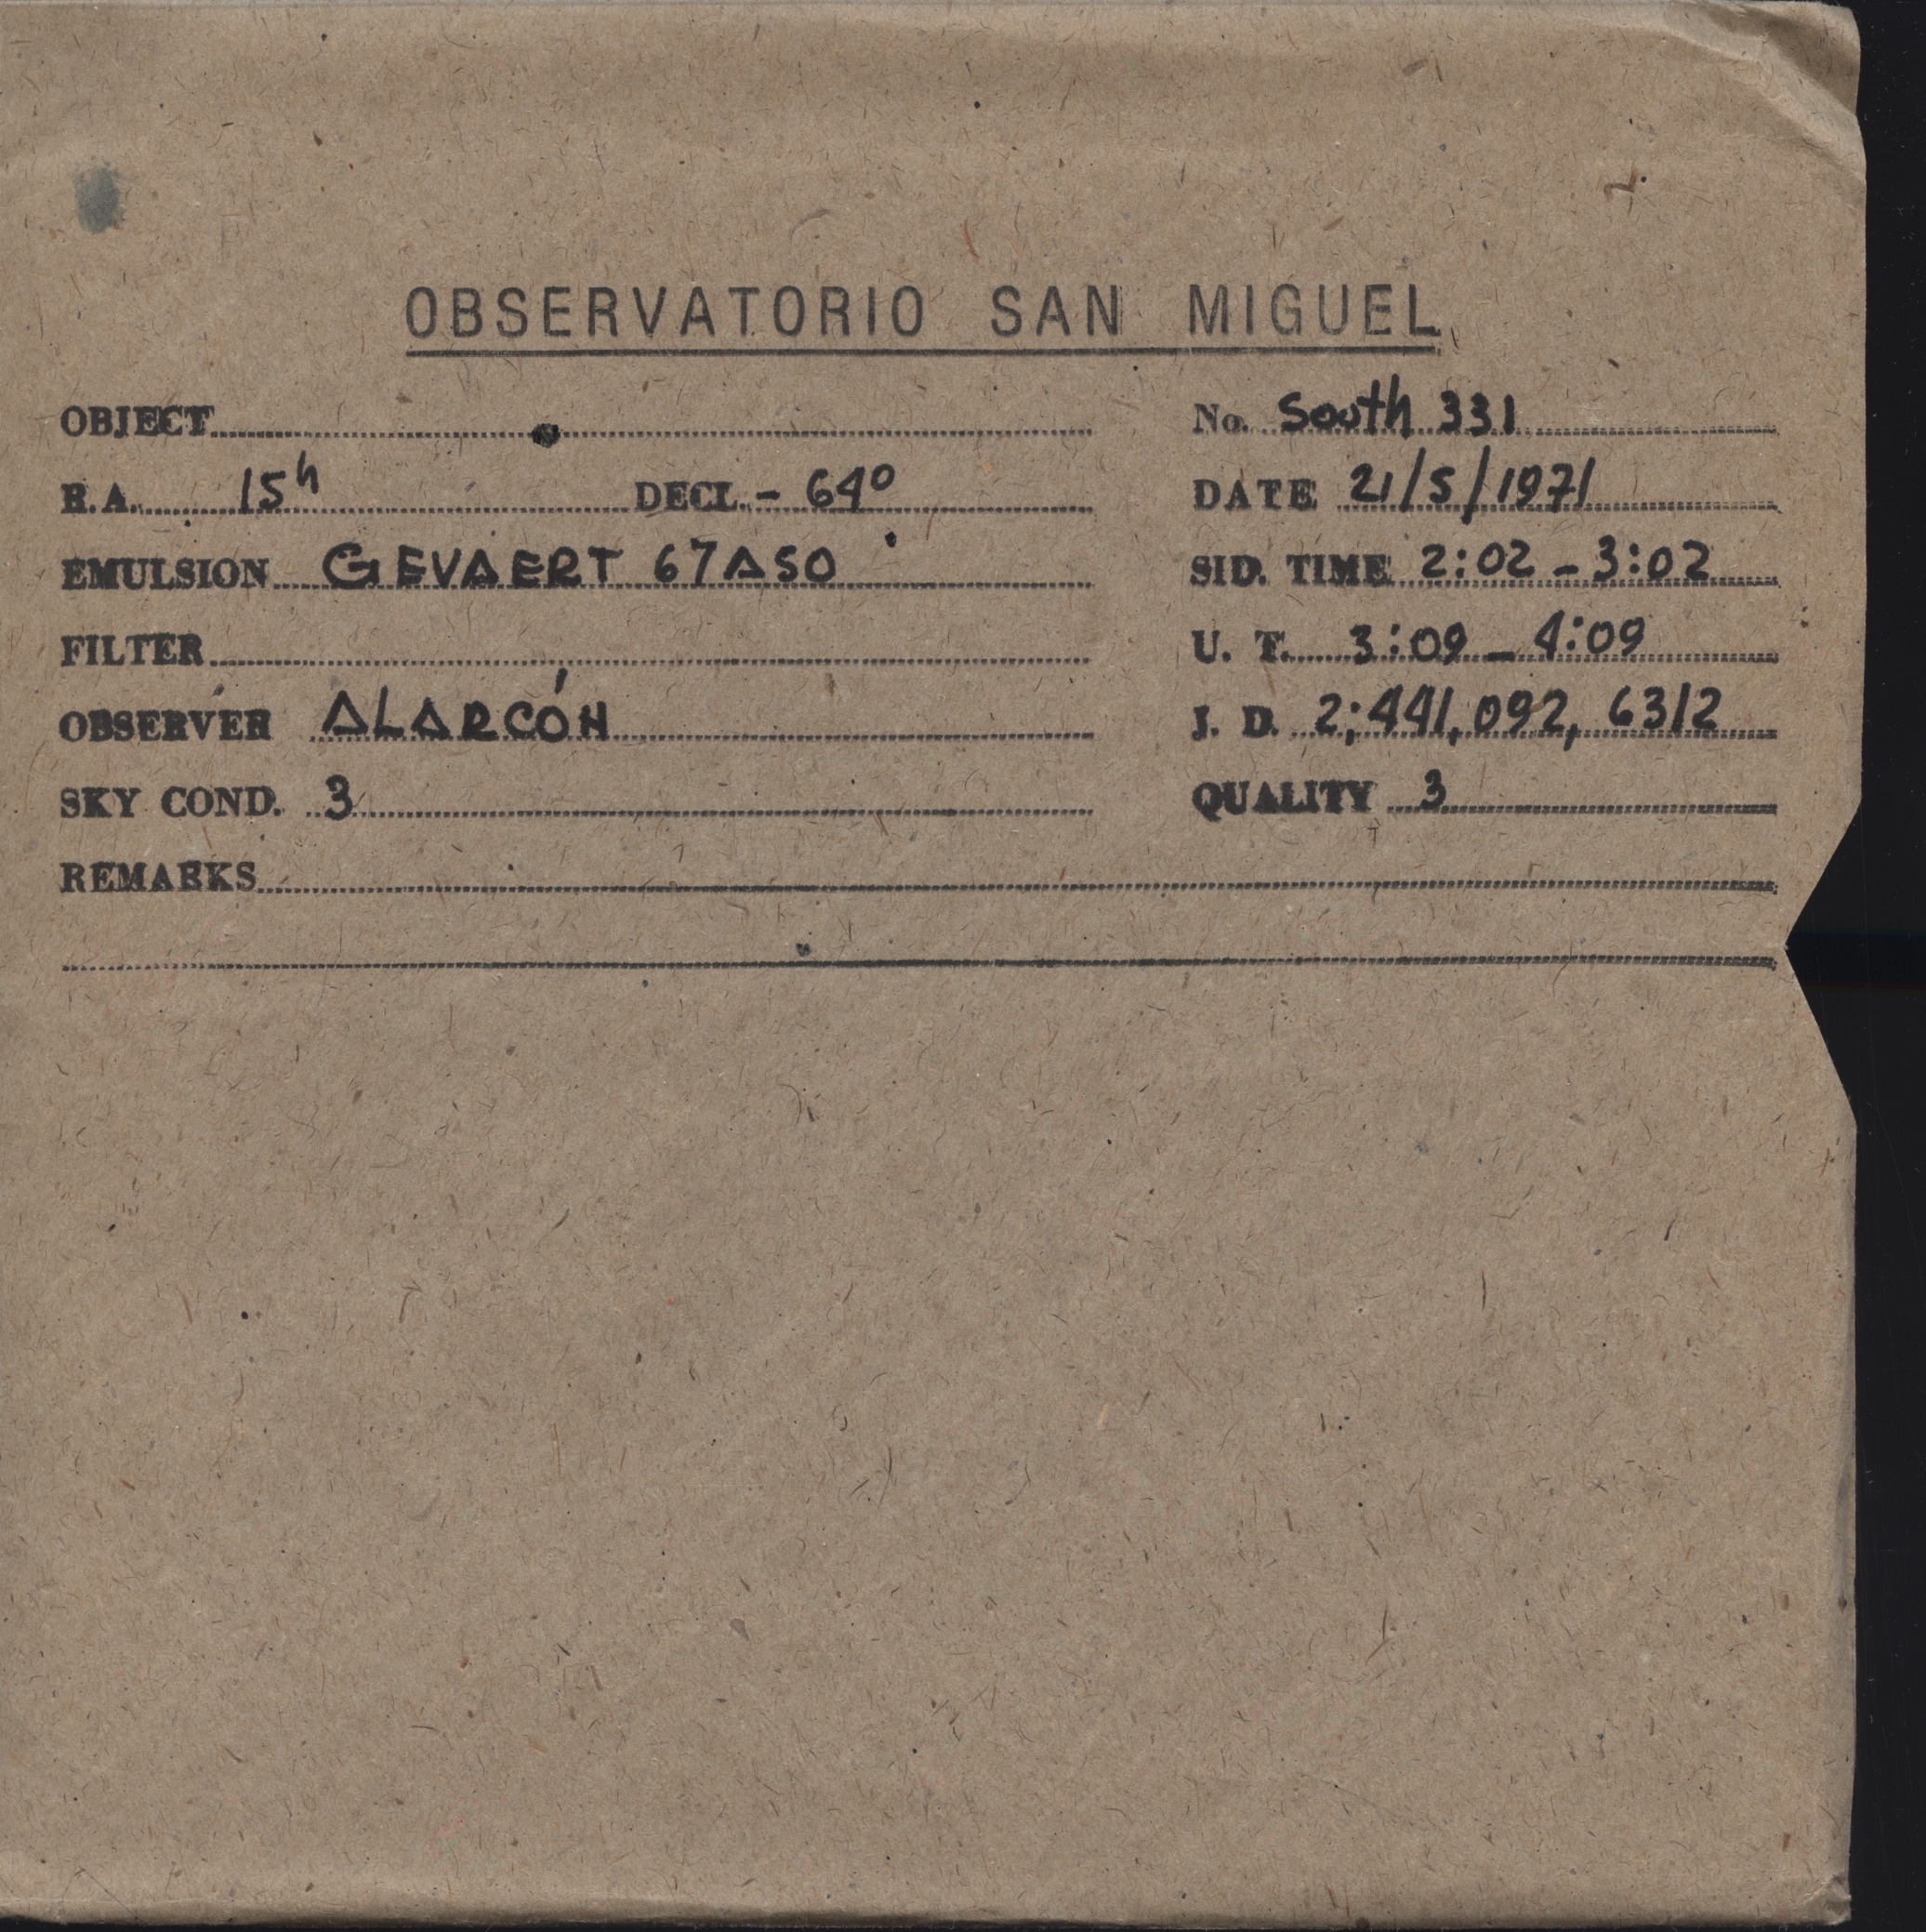 OBSERVATORIO SAN MIGUEL
OBJECT No. South 331
R.A. 15h DECL. - 64° DATE 21/5/1971
EMULSION GEVAERT 67A50 SID. TIME 2:02 - 3:02
FILTER U. T. 3:09 - 4:09
OBSERVER ALARCÓN J. D. 2;441,092, 6312
SKY COND. 3 QUALITY 3
REMARKS